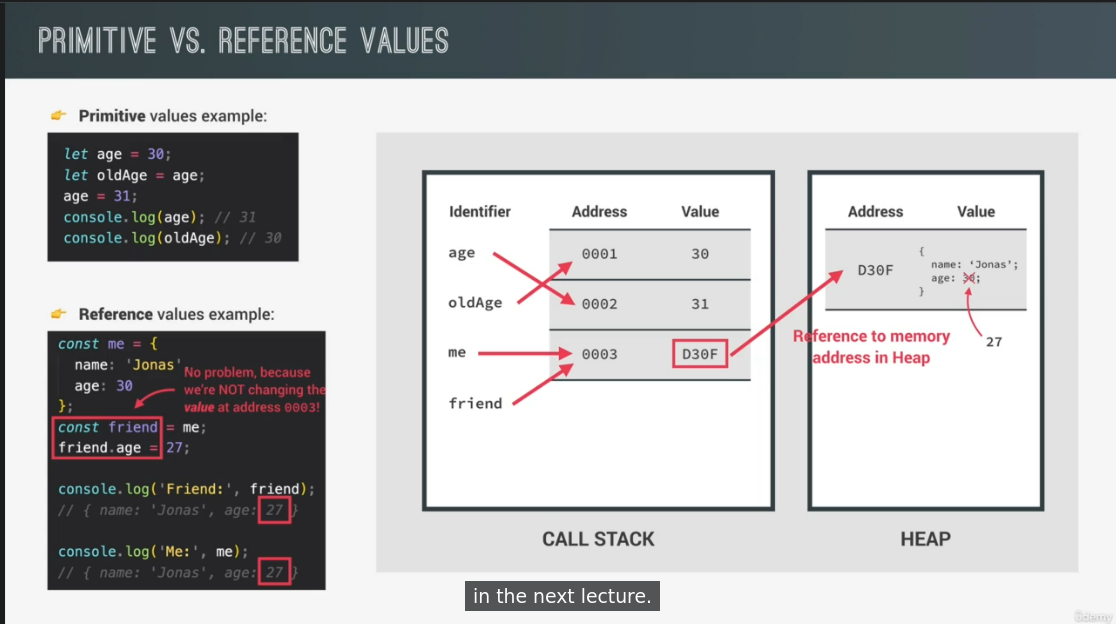 PRIMITIVE VS. REFERENCE VALUES
👉 Primitive values example:
let age = 30;
let oldAge = age;
age = 31;
console.log(age); // 31
console.log(oldAge); // 30
👉 Reference values example:
const me = {
name: 'Jonas'
age: 30
};
const friend = me;
friend.age = 27;
console.log('Friend:', friend);
// { name: 'Jonas', age: 27 }
console.log('Me:', me);
// { name: 'Jonas', age: 27 }
No problem, because
we're NOT changing the
value at address 0003!
Identifier Address Value
age 0001 30
oldAge 0002 31
me 0003 D30F
friend
CALL STACK
Address Value
D30F
{
name: ‘Jonas’;
age: 30;
}
27
Reference to memory
address in Heap
HEAP
in the next lecture.
ûdemy